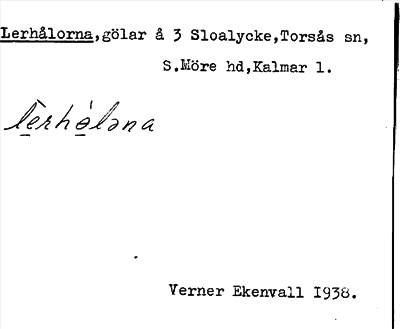 Lerhålorna,gölar å 3 Sloalycke,Torsås sn,
S.Möre hd,Kalmar l.
Verner Ekenvall 1938.